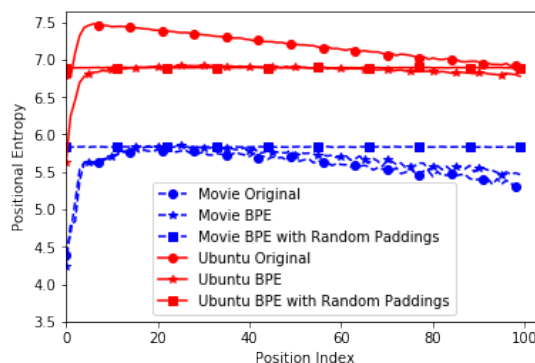 7.5
7.0
6.5
6.0
5.5
5.0
4.5
4.0
3.5
Positional Entropy
Movie Original
Movie BPE
Movie BPE with Random Paddings
Ubuntu Original
Ubuntu BPE
Ubuntu BPE with Random Paddings
0 20 40 60 80 100
Position Index